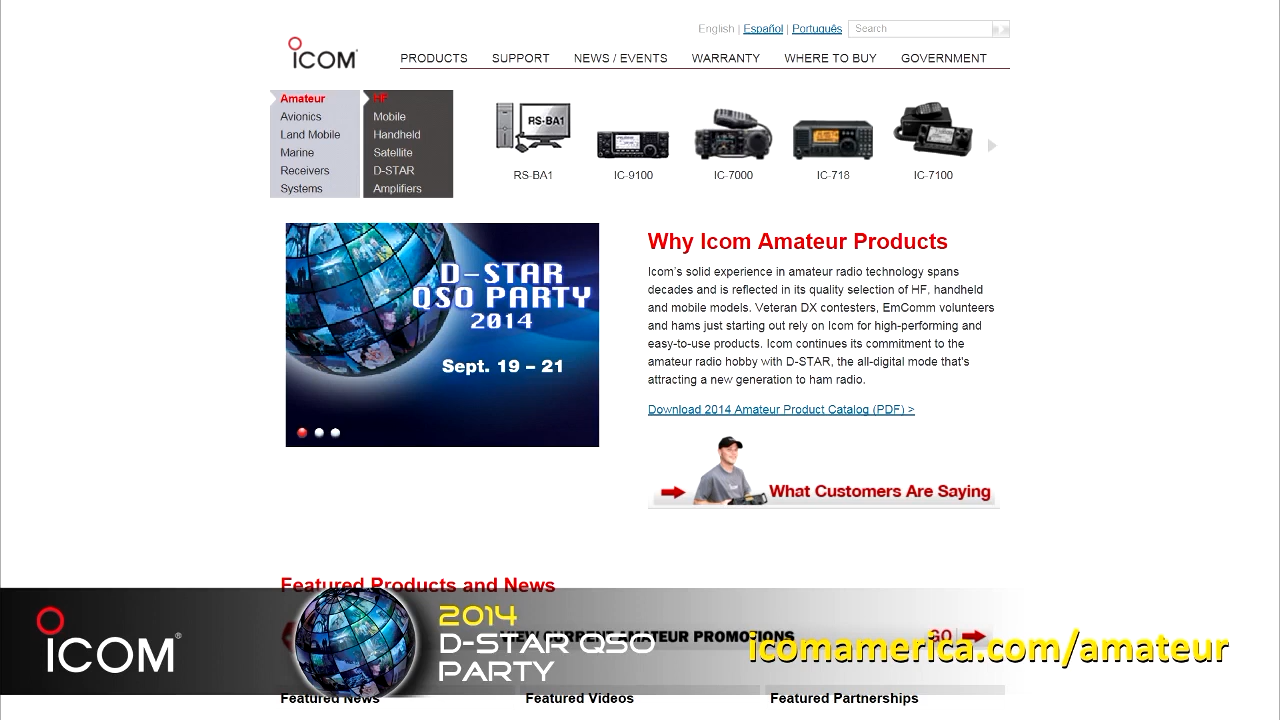 English | Español | Português
Search
ICOM
PRODUCTS SUPPORT NEWS / EVENTS WARRANTY WHERE TO BUY GOVERNMENT
Amateur
Avionics
Land Mobile
Marine
Receivers
Systems
HF
Mobile
Handheld
Satellite
D-STAR
Amplifiers
RS-BA1
RS-BA1 IC-9100 IC-7000 IC-718 IC-7100
D-STAR
QSO PARTY
2014
Sept. 19 – 21
Why Icom Amateur Products
Icom's solid experience in amateur radio technology spans
decades and is reflected in its quality selection of HF, handheld
and mobile models. Veteran DX contesters, EmComm volunteers
and hams just starting out rely on Icom for high-performing and
easy-to-use products. Icom continues its commitment to the
amateur radio hobby with D-STAR, the all-digital mode that's
attracting a new generation to ham radio.
Download 2014 Amateur Product Catalog (PDF) >
What Customers Are Saying
Featured Products and News
VIEW CURRENT AMATEUR PROMOTIONS GO
ICOM®
2014
D-STAR QSO
PARTY
icomamerica.com/amateur
Featured News Featured Videos Featured Partnerships